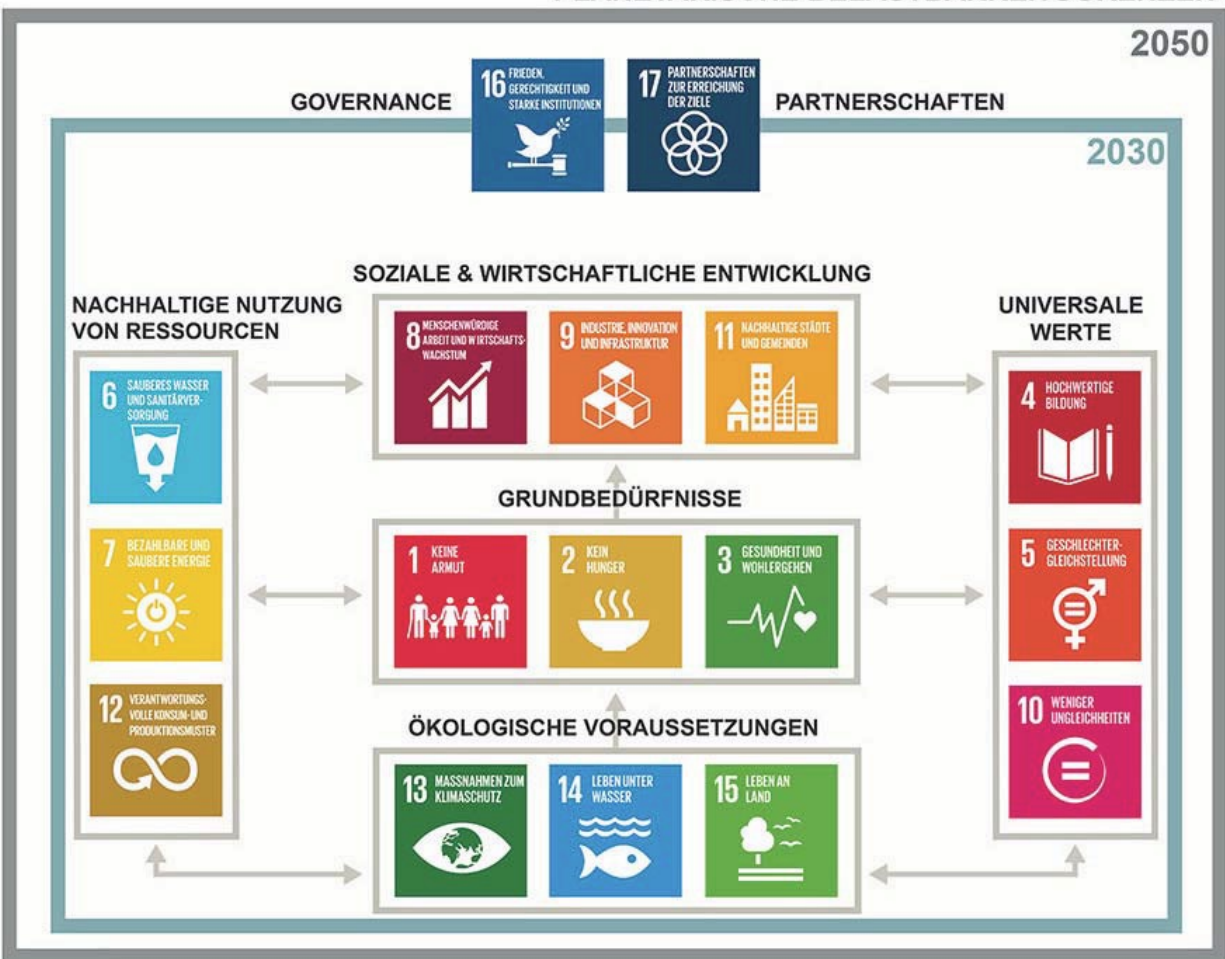 2050
GOVERNANCE
16 FRIEDEN,
GERECHTIGKEIT UND
STARKE INSTITUTIONEN
17 PARTNERSCHAFTEN
ZUR ERREICHUNG
DER ZIELE
PARTNERSCHAFTEN
2030
SOZIALE & WIRTSCHAFTLICHE ENTWICKLUNG
NACHHALTIGE NUTZUNG
VON RESSOURCEN
UNIVERSALE
WERTE
8 MENSCHENWÜRDIGE
ARBEIT UND WIRTSCHAFTS-
WACHSTUM
9 INDUSTRIE, INNOVATION
UND INFRASTRUKTUR
11 NACHHALTIGE STÄDTE
UND GEMEINDEN
6 SAUBERES WASSER
UND SANITÄRVER-
SORGUNG
4 HOCHWERTIGE
BILDUNG
GRUNDBEDÜRFNISSE
7 BEZAHLBARE UND
SAUBERE ENERGIE
1 KEINE
ARMUT
2 KEIN
HUNGER
3 GESUNDHEIT UND
WOHLERGEHEN
5 GESCHLECHTER-
GLEICHSTELLUNG
12 VERANTWORTUNGS-
VOLLE KONSUM- UND
PRODUKTIONSMUSTER
10 WENIGER
UNGLEICHHEITEN
ÖKOLOGISCHE VORAUSSETZUNGEN
13 MASSNAHMEN ZUM
KLIMASCHUTZ
14 LEBEN UNTER
WASSER
15 LEBEN AN
LAND